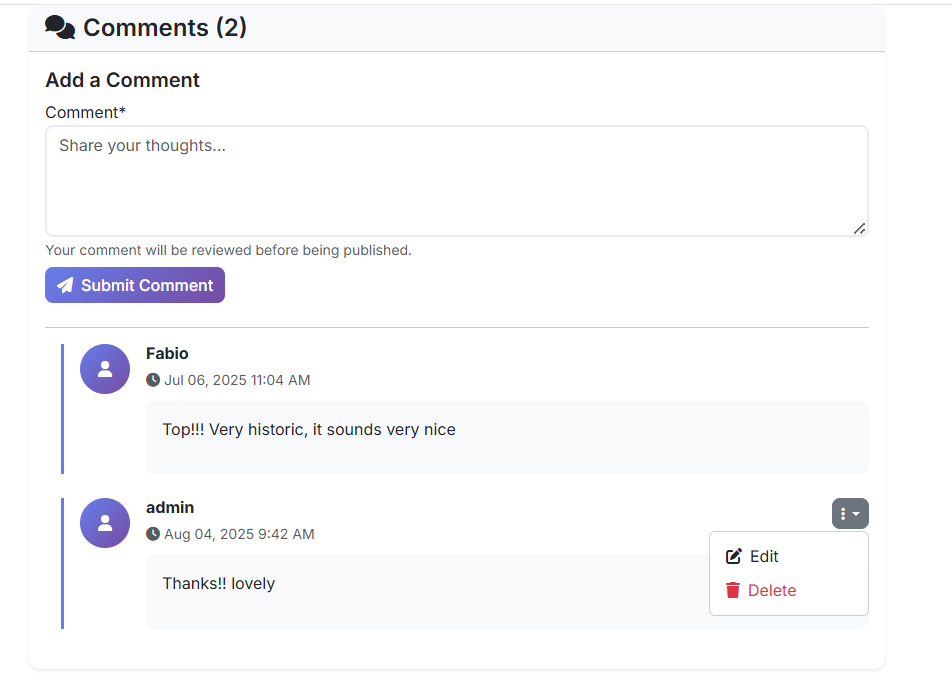 Comments (2)
Add a Comment
Comment*
Share your thoughts...
Your comment will be reviewed before being published.
Submit Comment
Fabio
Jul 06, 2025 11:04 AM
Top!!! Very historic, it sounds very nice
admin
Aug 04, 2025 9:42 AM
Thanks!! lovely
Edit
Delete